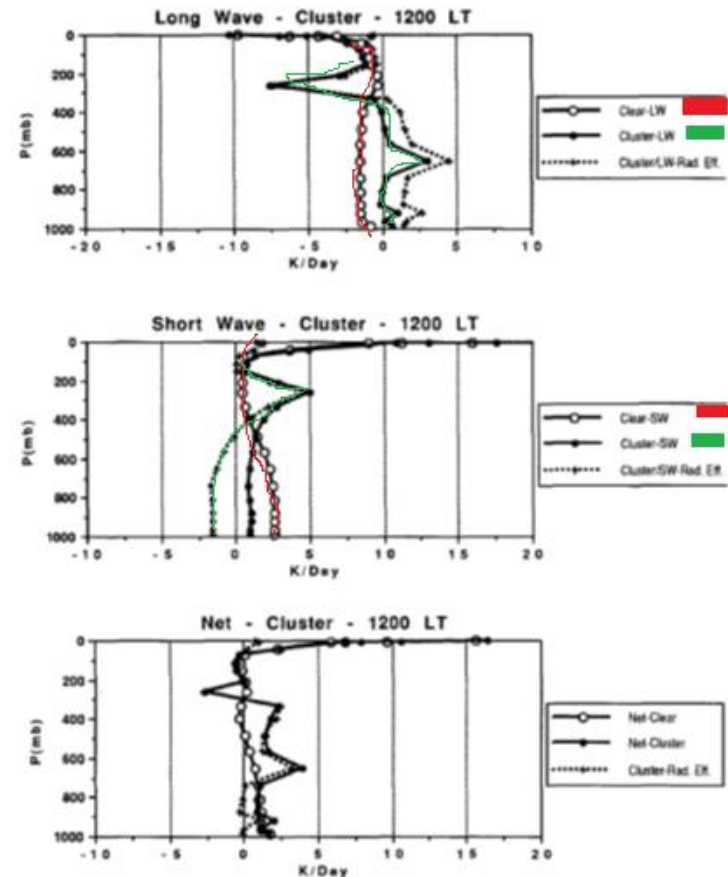 Long Wave - Cluster - 1200 LT
0
200
400
600
800
1000
P(mb)
-20 -15 -10 -5 0 5 10
K/Day
Clear-LW
Cluster-LW
Cluster/LW-Rad. Eff.
Short Wave - Cluster - 1200 LT
0
200
400
600
800
1000
P(mb)
-10 -5 0 5 10 15 20
K/Day
Clear-SW
Cluster-SW
Cluster/SW-Rad. Eff.
Net - Cluster - 1200 LT
0
200
400
600
800
1000
P(mb)
-10 -5 0 5 10 15 20
K/Day
Net-Clear
Net-Cluster
Cluster-Rad. Eff.